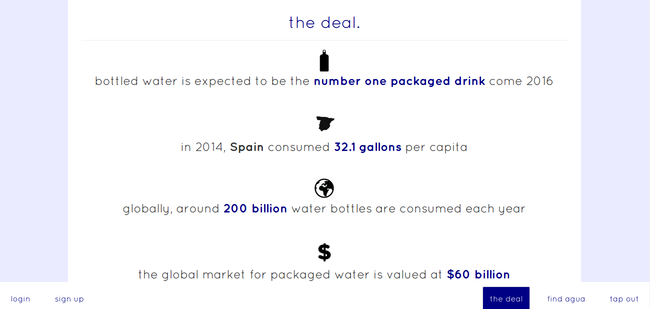 the deal.
bottled water is expected to be the number one packaged drink come 2016
in 2014, Spain consumed 32.1 gallons per capita
globally, around 200 billion water bottles are consumed each year
$
the global market for packaged water is valued at $60 billion
login sign up the deal find agua tap out